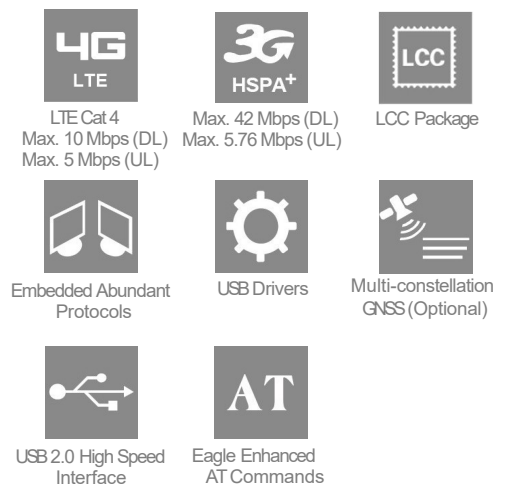 4G
LTE
3G
HSPA+
LCC
LTE Cat 4
Max. 10 Mbps (DL)
Max. 5 Mbps (UL)
Max. 42 Mbps (DL)
Max. 5.76 Mbps (UL)
LCC Package
Embedded Abundant
Protocols
USB Drivers
Multi-constellation
GNSS (Optional)
AT
USB 2.0 High Speed
Interface
Eagle Enhanced
AT Commands